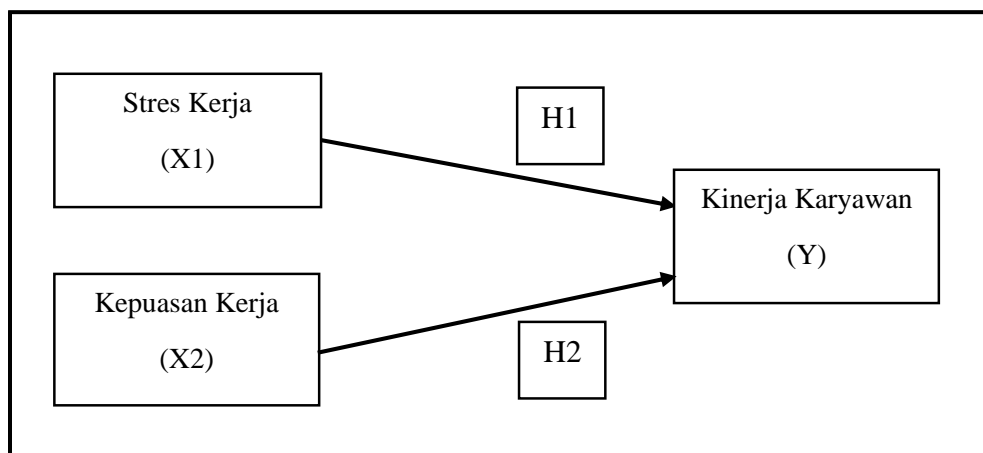 Stres Kerja
(X1)
H1
Kinerja Karyawan
(Y)
Kepuasan Kerja
(X2)
H2